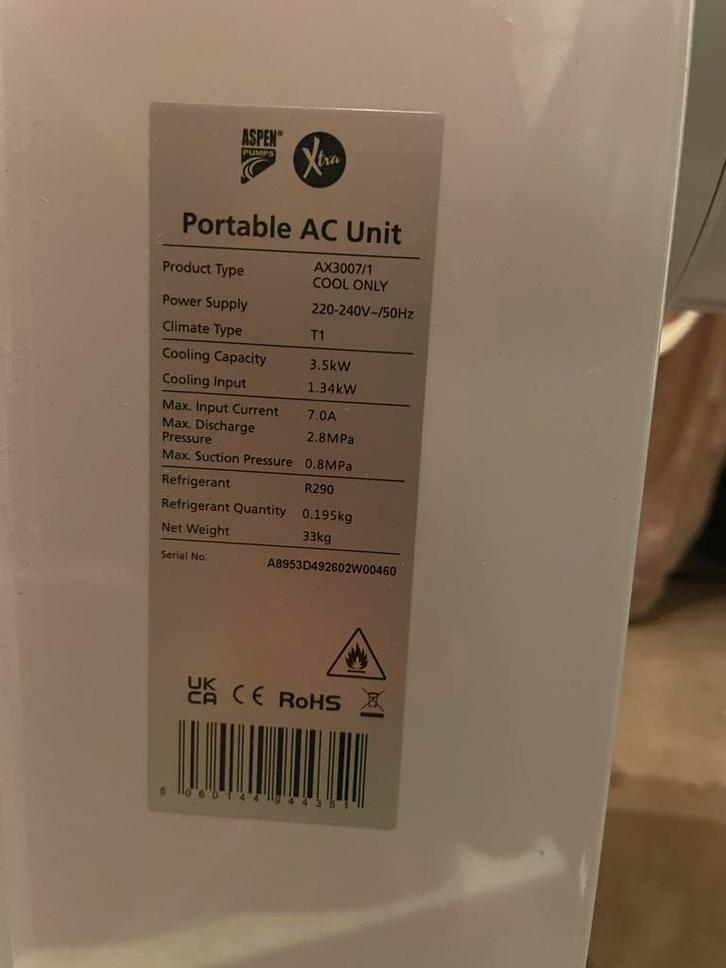 ASPEN®
PUMPS
Xtra
Portable AC Unit
Product Type AX3007/1
COOL ONLY
Power Supply 220-240V~/50Hz
Climate Type T1
Cooling Capacity 3.5kW
Cooling Input 1.34kW
Max. Input Current 7.0A
Max. Discharge
Pressure 2.8MPa
Max. Suction Pressure 0.8MPa
Refrigerant R290
Refrigerant Quantity 0.195kg
Net Weight 33kg
Serial No. A8953D492602W00460
UK
CA CE RoHS
5 060144 944351